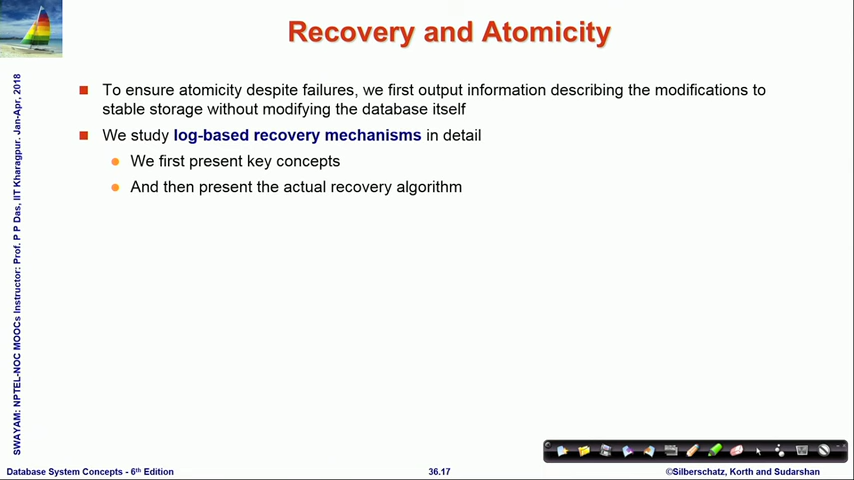 Recovery and Atomicity
To ensure atomicity despite failures, we first output information describing the modifications to
stable storage without modifying the database itself
We study log-based recovery mechanisms in detail
We first present key concepts
And then present the actual recovery algorithm
SWAYAM: NPTEL-NOC MOOCs Instructor: Prof. P P Das, IIT Kharagpur. Jan-Apr, 2018
Database System Concepts - 6th Edition
36.17
©Silberschatz, Korth and Sudarshan